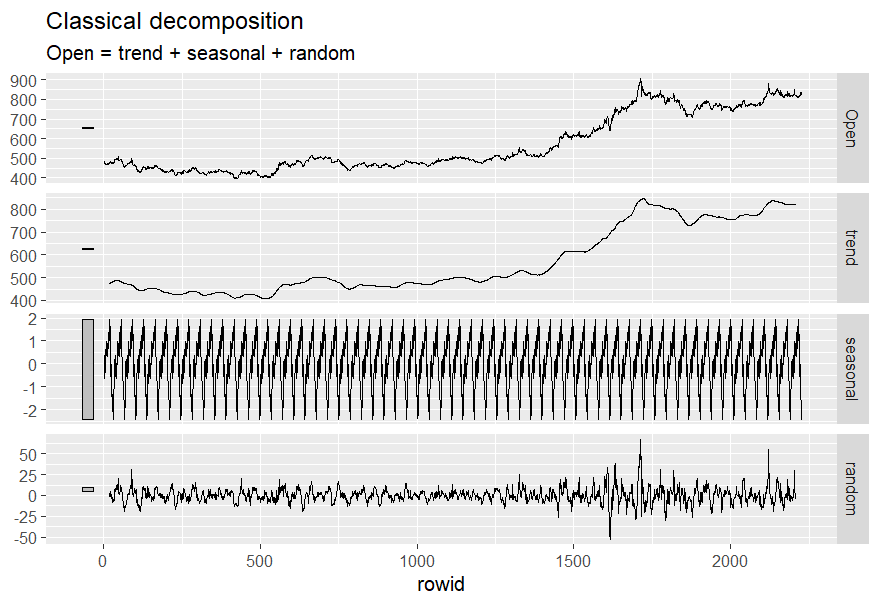 Classical decomposition
Open = trend + seasonal + random
900
800
700
600
500
400
Open
800
700
600
500
400
trend
2
1
0
-1
-2
seasonal
50
25
0
-25
-50
random
0 500 1000 1500 2000
rowid